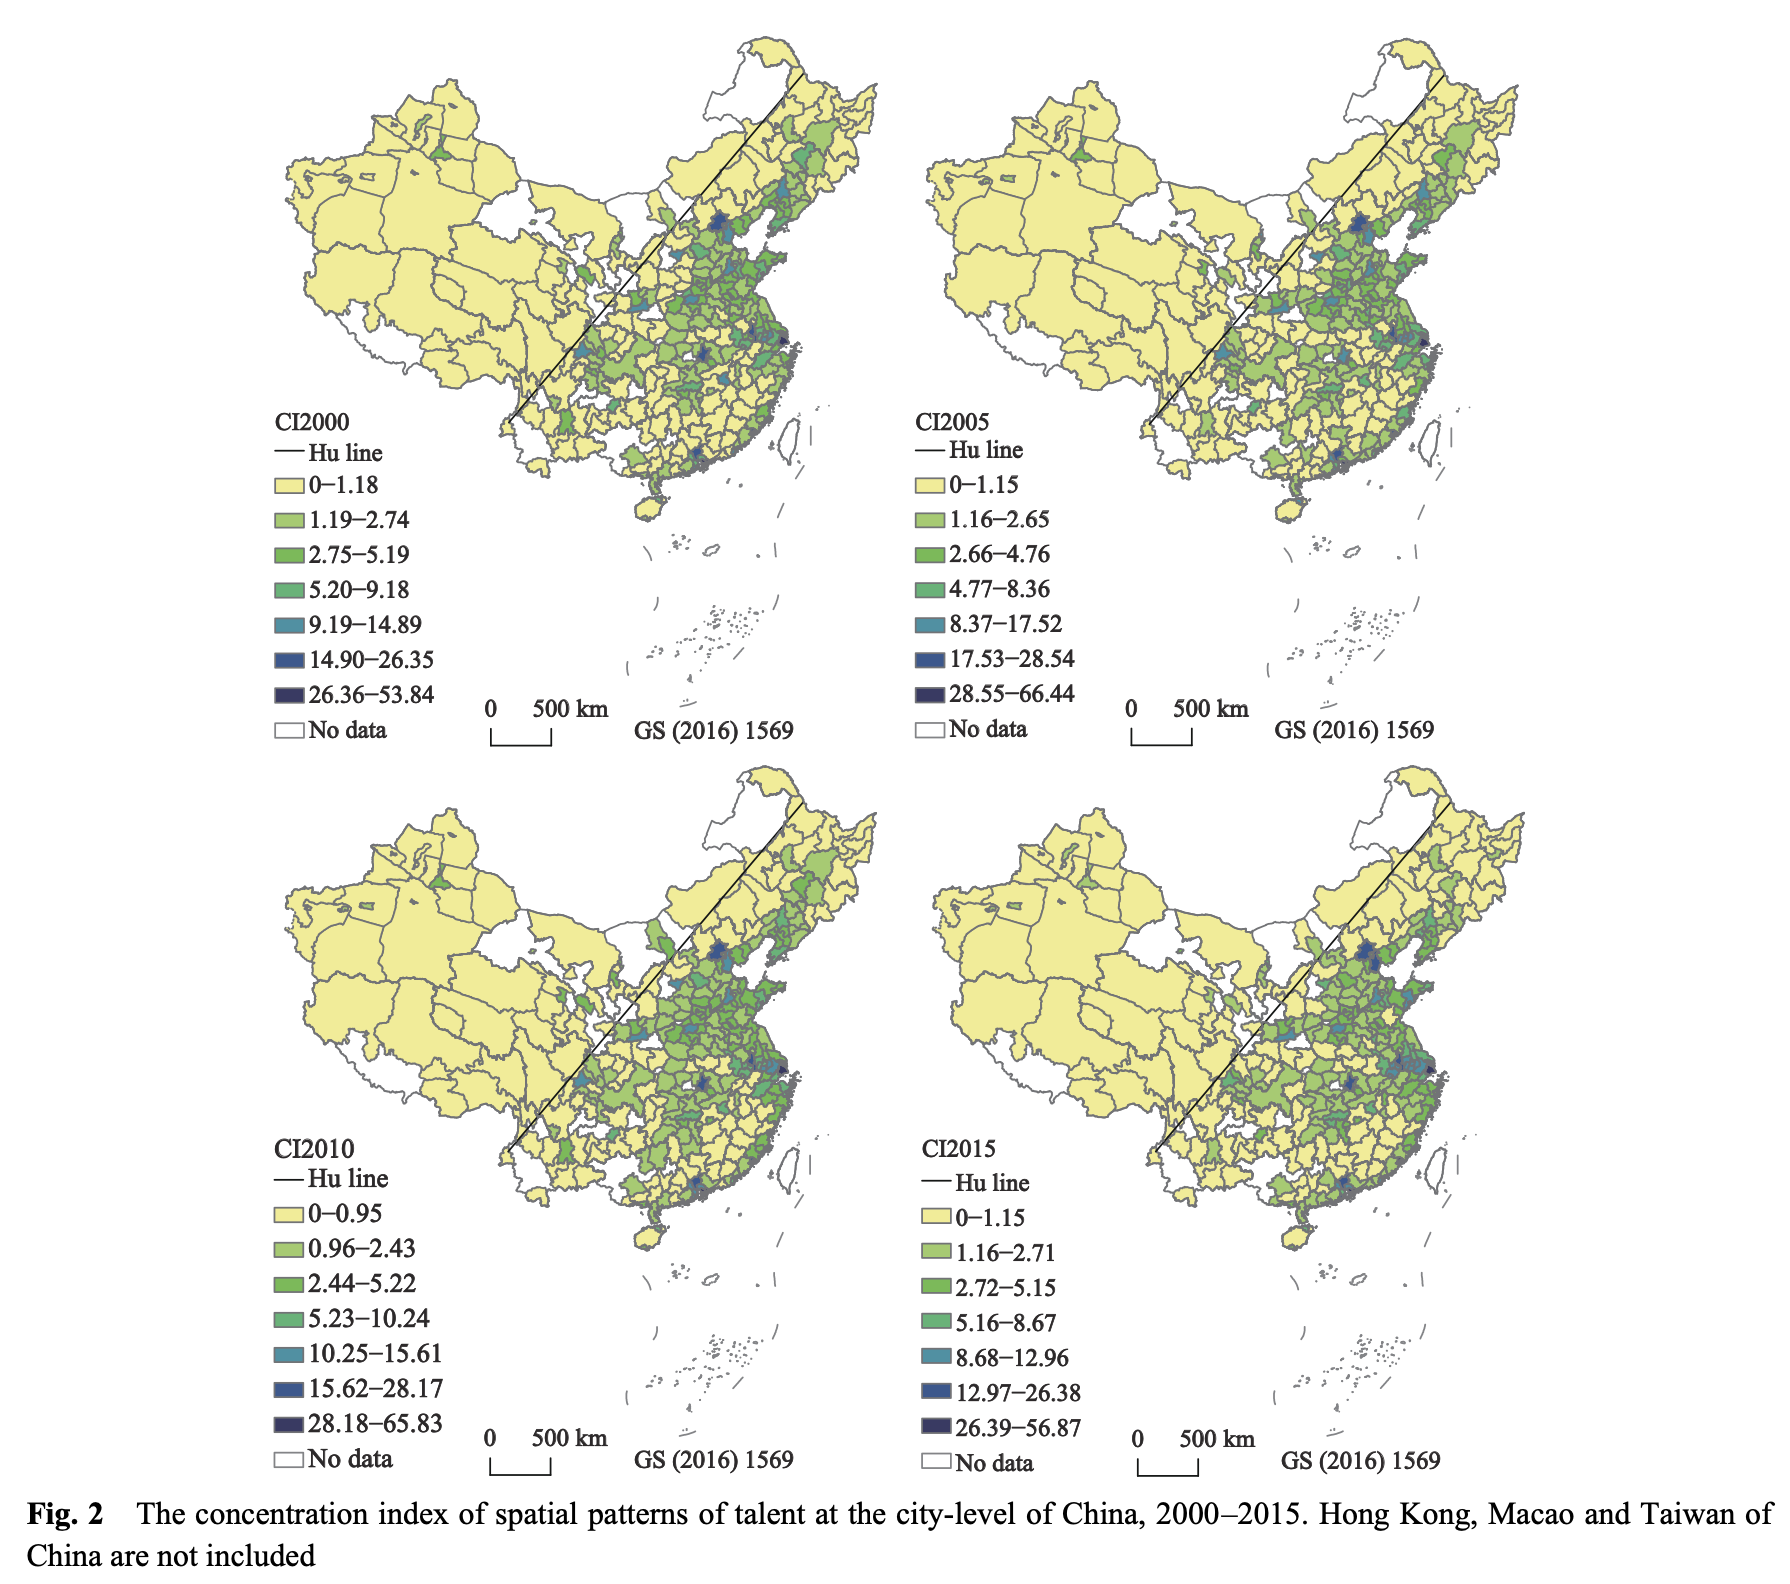 CI2000
Hu line
0–1.18
1.19–2.74
2.75–5.19
5.20–9.18
9.19–14.89
14.90–26.35
26.36–53.84
No data
0 500 km
GS (2016) 1569
CI2005
Hu line
0–1.15
1.16–2.65
2.66–4.76
4.77–8.36
8.37–17.52
17.53–28.54
28.55–66.44
No data
0 500 km
GS (2016) 1569
CI2010
Hu line
0–0.95
0.96–2.43
2.44–5.22
5.23–10.24
10.25–15.61
15.62–28.17
28.18–65.83
No data
0 500 km
GS (2016) 1569
CI2015
Hu line
0–1.15
1.16–2.71
2.72–5.15
5.16–8.67
8.68–12.96
12.97–26.38
26.39–56.87
No data
0 500 km
GS (2016) 1569
Fig. 2 The concentration index of spatial patterns of talent at the city-level of China, 2000–2015. Hong Kong, Macao and Taiwan of
China are not included